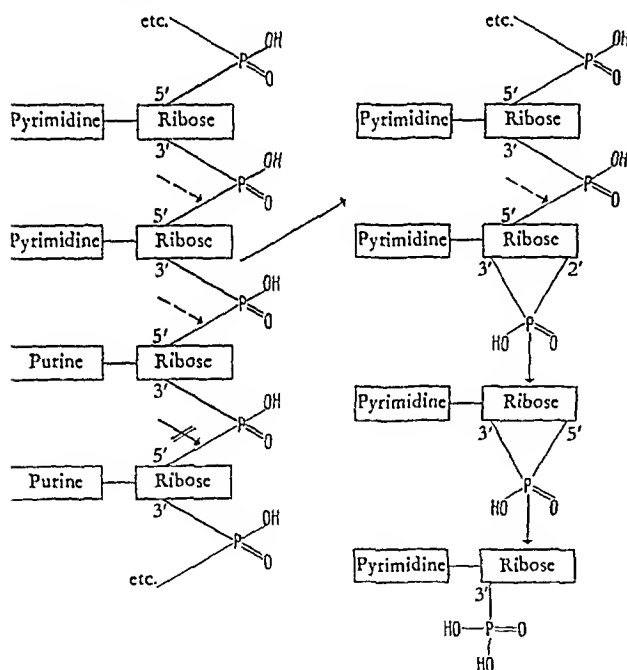 etc.
OH
P
O
5′
Pyrimidine Ribose
3′
OH
P
O
5′
Pyrimidine Ribose
3′
OH
P
O
5′
Purine Ribose
3′
OH
P
O
5′
Purine Ribose
3′
OH
P
O
etc.
etc.
OH
P
O
5′
Pyrimidine Ribose
3′
OH
P
O
5′
Pyrimidine Ribose
3′ 2′
P
HO O
Pyrimidine Ribose
3′ 5′
P
HO O
Pyrimidine Ribose
3′
HO P O
HO